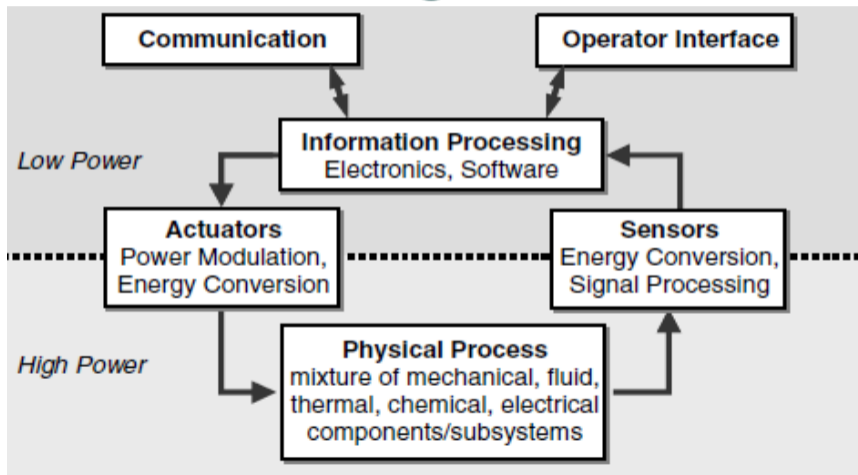 Communication
Operator Interface
Information Processing
Electronics, Software
Low Power
Actuators
Power Modulation,
Energy Conversion
Sensors
Energy Conversion,
Signal Processing
High Power
Physical Process
mixture of mechanical, fluid,
thermal, chemical, electrical
components/subsystems